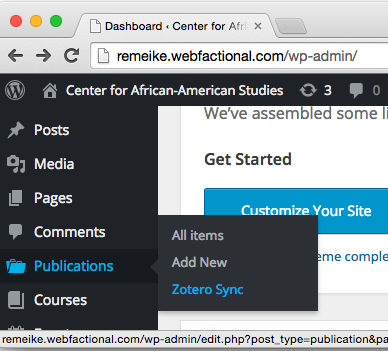 Dashboard ‹ Center for Afri
remeike.webfactional.com/wp-admin/
Center for African-American Studies 3 0
We've assembled some li
Posts
Media
Get Started
Pages
Customize Your Site
Comments
All items
eme comple
Add New
Publications
Zotero Sync
Courses
remeike.webfactional.com/wp-admin/edit.php?post_type=publication&p